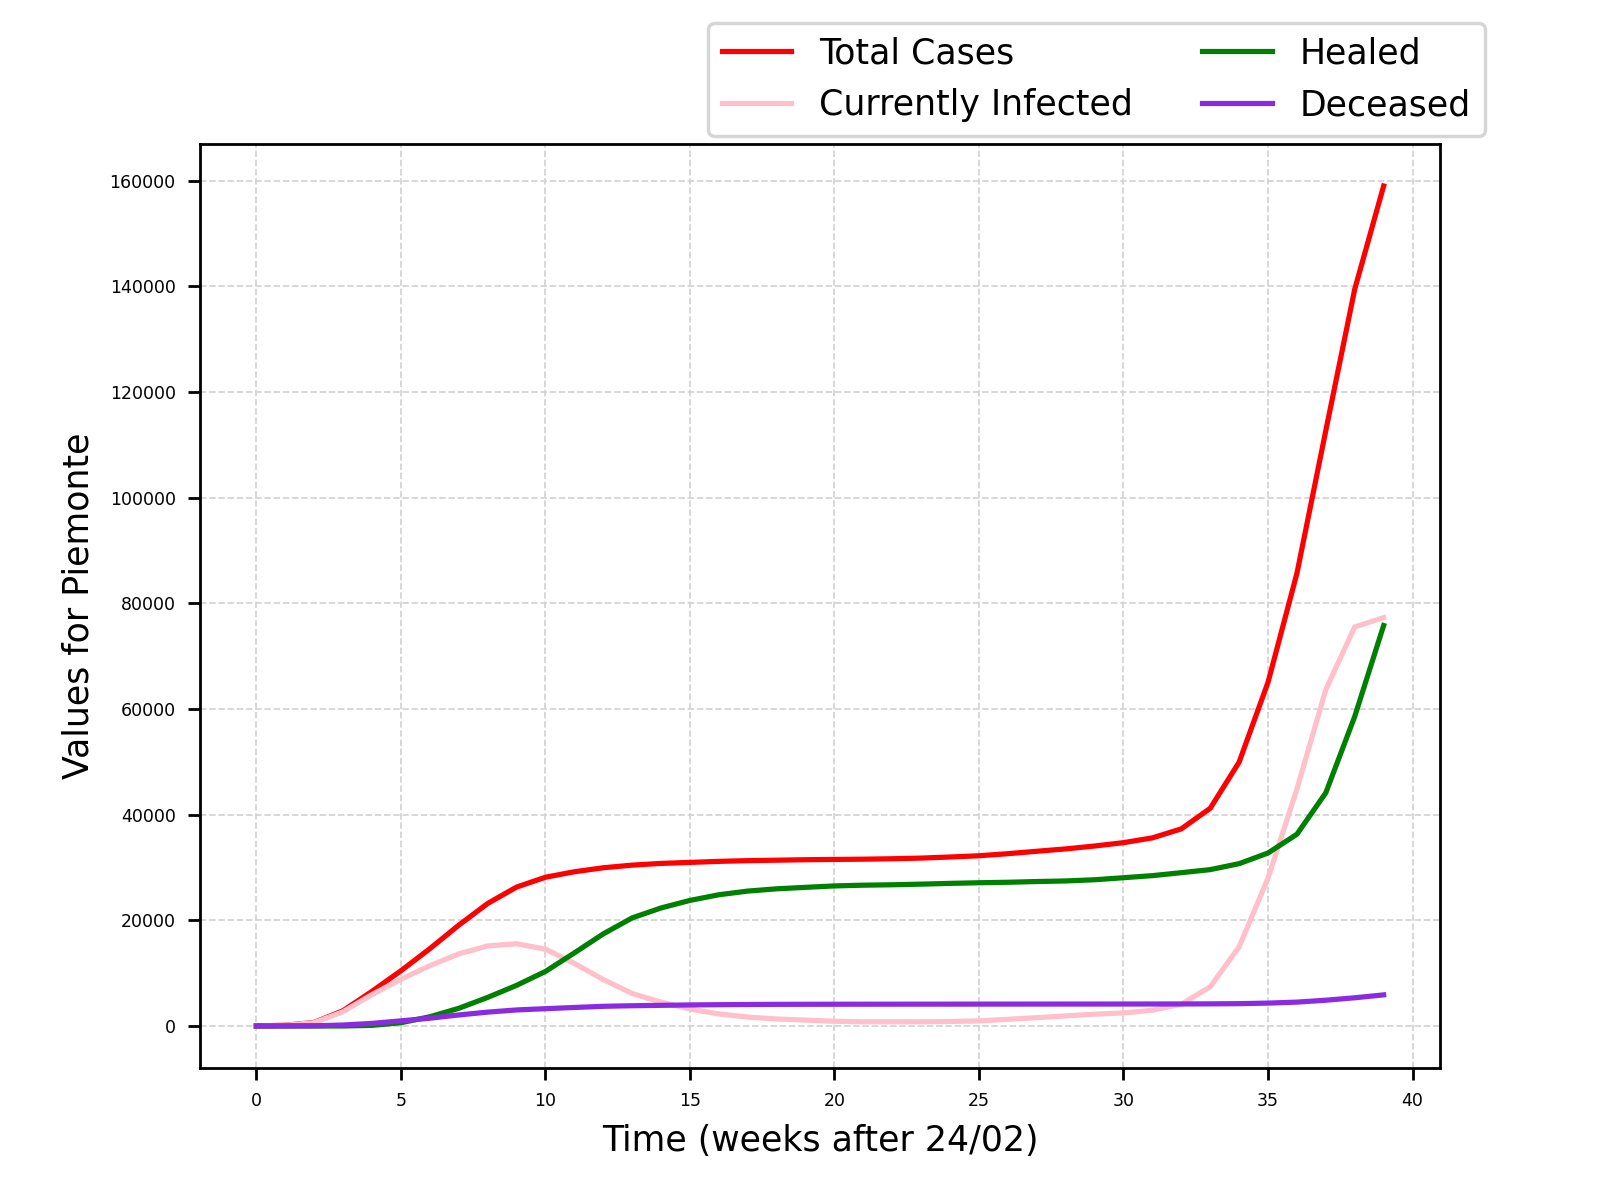 Total Cases
Currently Infected
Healed
Deceased
160000
140000
120000
100000
80000
60000
40000
20000
0
Values for Piemonte
0 5 10 15 20 25 30 35 40
Time (weeks after 24/02)